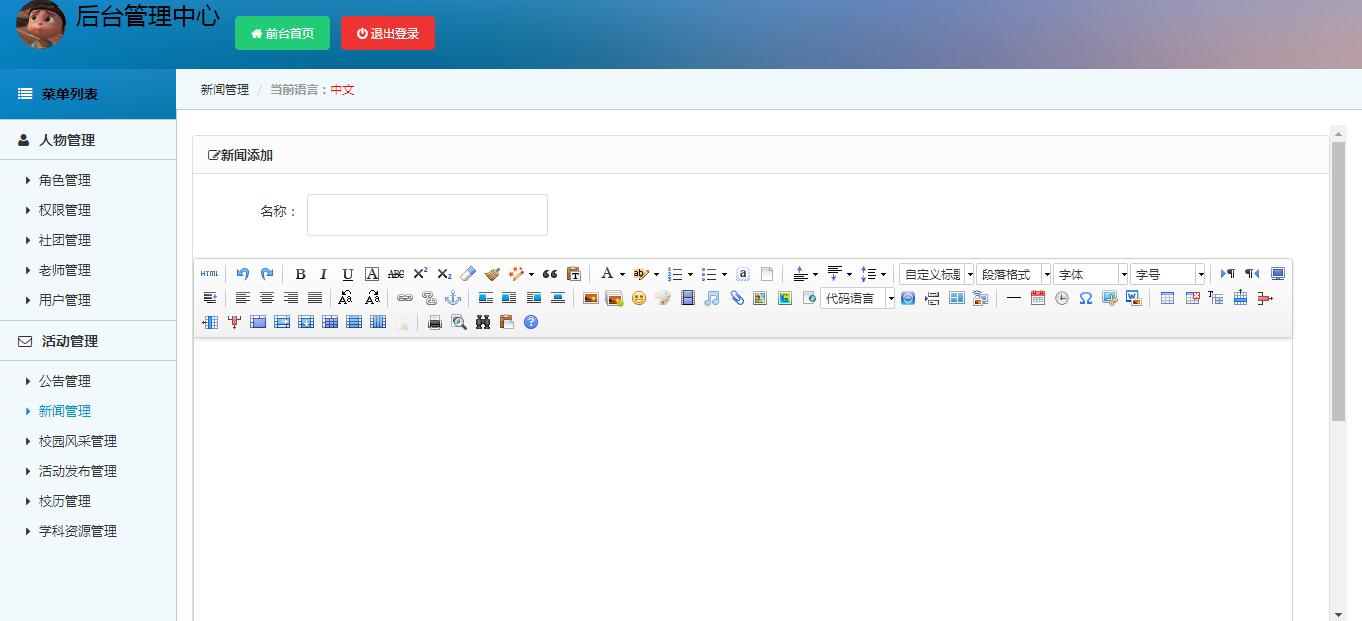 后台管理中心
前台首页
退出登录
菜单列表
人物管理
角色管理
权限管理
社团管理
老师管理
用户管理
活动管理
公告管理
新闻管理
校园风采管理
活动发布管理
校历管理
学科资源管理
新闻管理 / 当前语言：中文
新闻添加
名称：
HTML B I U A ABC X² X₂ 自定义标题 段落格式 字体 字号
代码语言